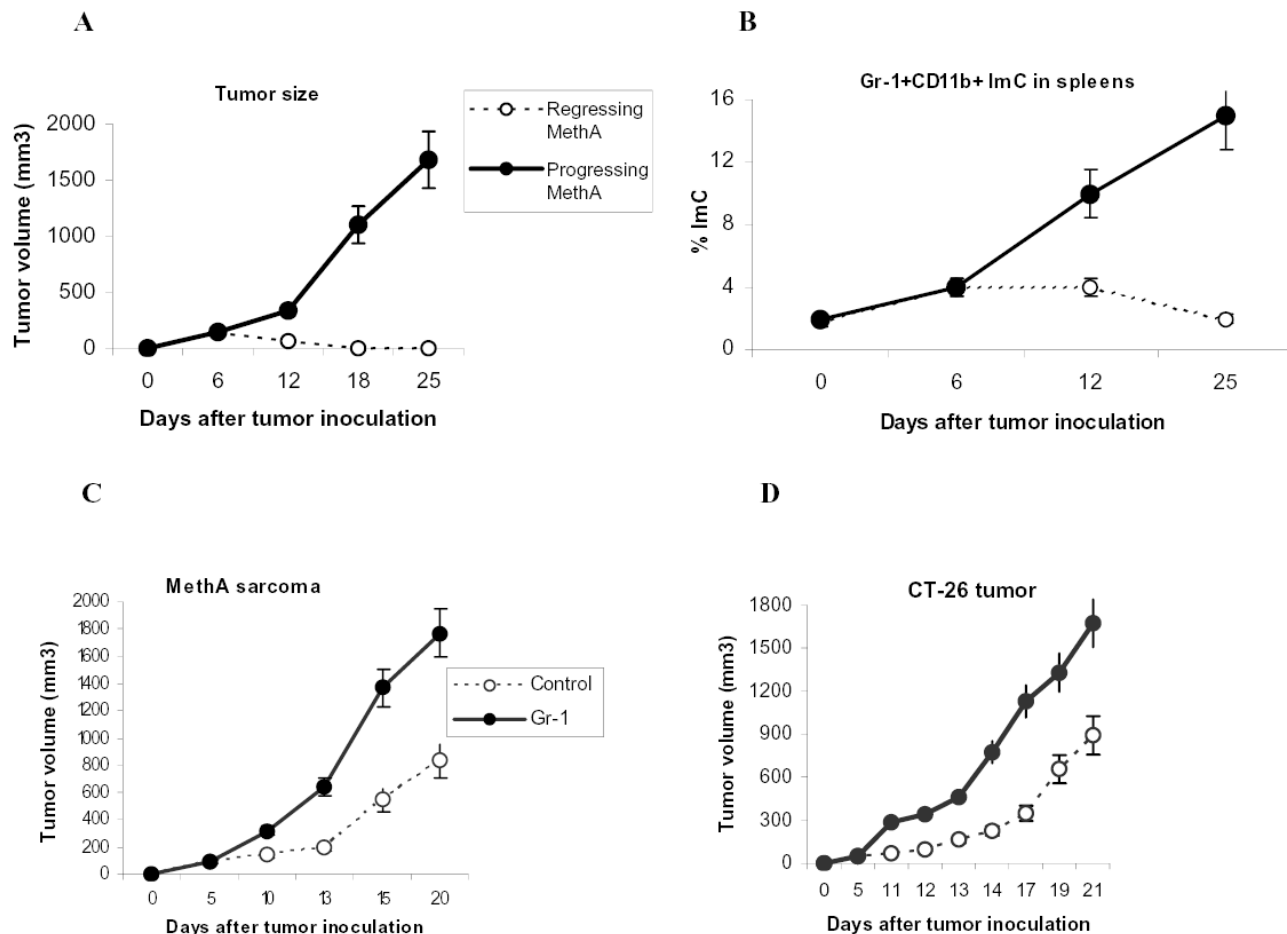 A
Tumor size
Regressing
MethA
Progressing
MethA
Tumor volume (mm3)
2000
1500
1000
500
0
0 6 12 18 25
Days after tumor inoculation
B
Gr-1+CD11b+ ImC in spleens
% ImC
16
12
8
4
0
0 6 12 25
Days after tumor inoculation
C
MethA sarcoma
Control
Gr-1
Tumor volume (mm3)
2000
1800
1600
1400
1200
1000
800
600
400
200
0
0 5 10 13 15 20
Days after tumor inoculation
D
CT-26 tumor
Tumor volume (mm3)
1800
1500
1200
900
600
300
0
0 5 11 12 13 14 17 19 21
Days after tumor inoculation